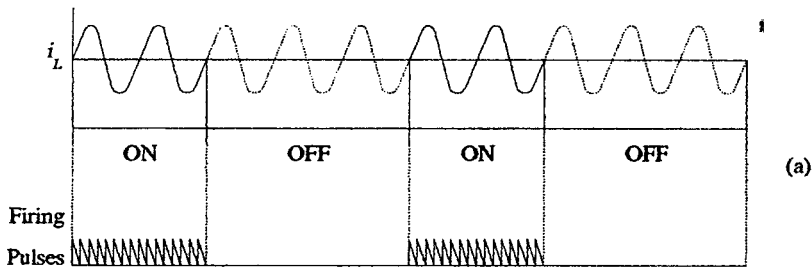 i_L
ON OFF ON OFF
(a)
Firing
Pulses